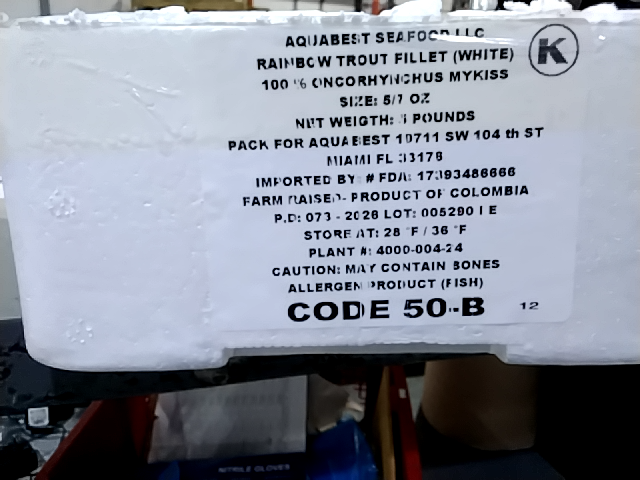 AQUABEST SEAFOOD LLC
K
RAINBOW TROUT FILLET (WHITE)
100 % ONCORHYNCHUS MYKISS
SIZE: 5/7 OZ
NET WEIGTH: POUNDS
PACK FOR AQUABEST 10711 SW 104 th ST
MIAMI FL 33176
IMPORTED BY: # FDA: 17393486666
FARM RAISED- PRODUCT OF COLOMBIA
P.D: 073 - 2026 LOT: 005290 I E
STORE AT: 28 °F / 36 °F
PLANT #: 4000-004-24
CAUTION: MAY CONTAIN BONES
ALLERGEN PRODUCT (FISH)
CODE 50-B 12
NITRILE GLOVES